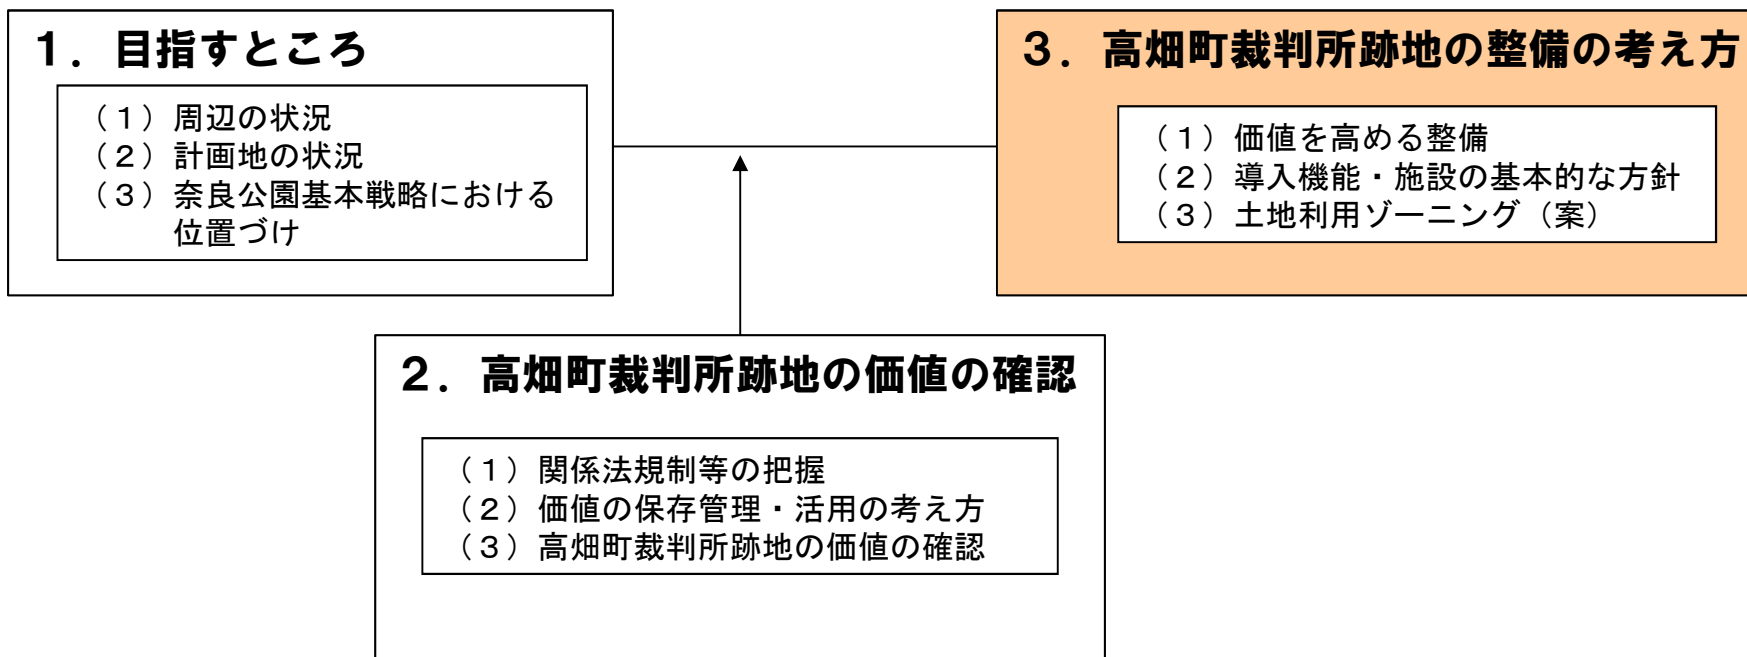 １．目指すところ
（１）周辺の状況
（２）計画地の状況
（３）奈良公園基本戦略における
位置づけ
３．高畑町裁判所跡地の整備の考え方
（１）価値を高める整備
（２）導入機能・施設の基本的な方針
（３）土地利用ゾーニング（案）
２．高畑町裁判所跡地の価値の確認
（１）関係法規制等の把握
（２）価値の保存管理・活用の考え方
（３）高畑町裁判所跡地の価値の確認